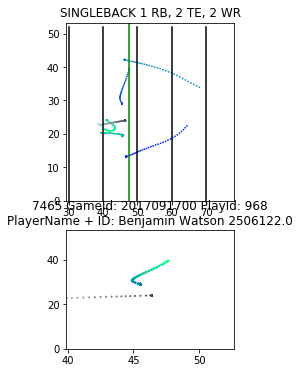 SINGLEBACK 1 RB, 2 TE, 2 WR
50
40
30
20
10
0
30 40 50 60 70
7465 GameId: 2017091700 PlayId: 968
PlayerName + ID: Benjamin Watson 2506122.0
40
20
0
40 45 50